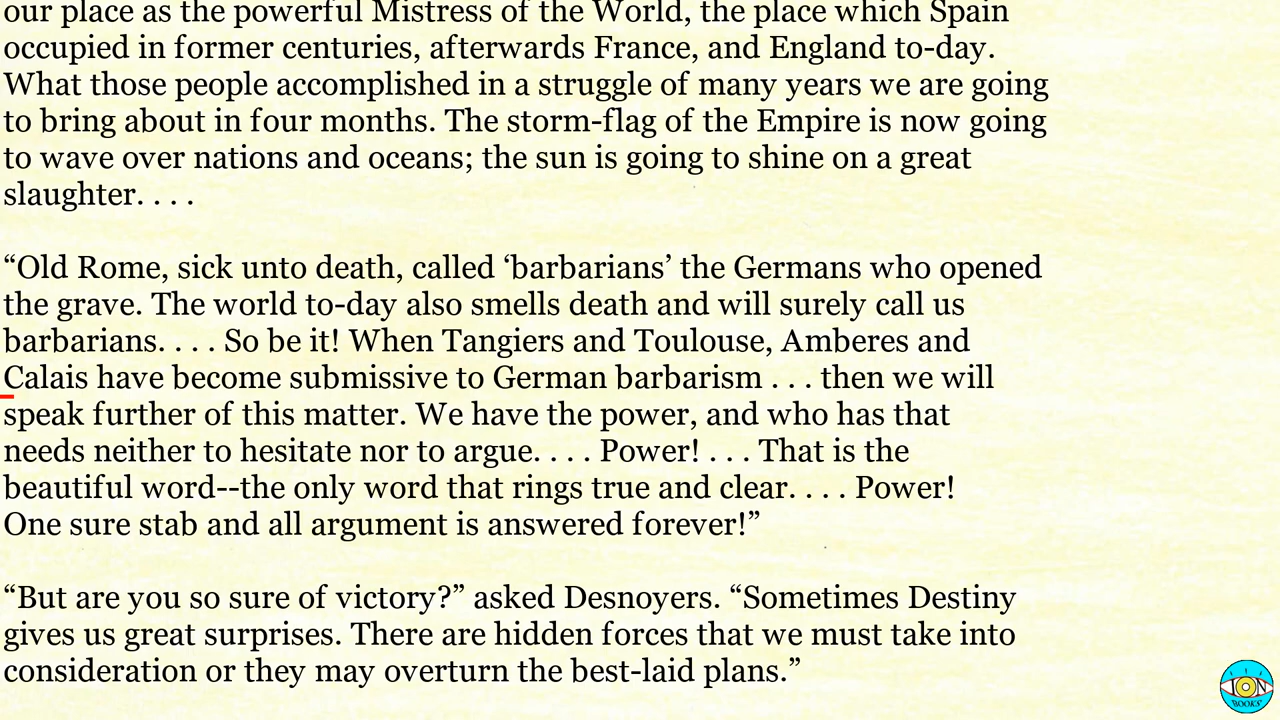 our place as the powerful Mistress of the World, the place which Spain
occupied in former centuries, afterwards France, and England to-day.
What those people accomplished in a struggle of many years we are going
to bring about in four months. The storm-flag of the Empire is now going
to wave over nations and oceans; the sun is going to shine on a great
slaughter. . . .
“Old Rome, sick unto death, called ‘barbarians’ the Germans who opened
the grave. The world to-day also smells death and will surely call us
barbarians. . . . So be it! When Tangiers and Toulouse, Amberes and
Calais have become submissive to German barbarism . . . then we will
speak further of this matter. We have the power, and who has that
needs neither to hesitate nor to argue. . . . Power! . . . That is the
beautiful word--the only word that rings true and clear. . . . Power!
One sure stab and all argument is answered forever!”
“But are you so sure of victory?” asked Desnoyers. “Sometimes Destiny
gives us great surprises. There are hidden forces that we must take into
consideration or they may overturn the best-laid plans.”
ION
BOOKS